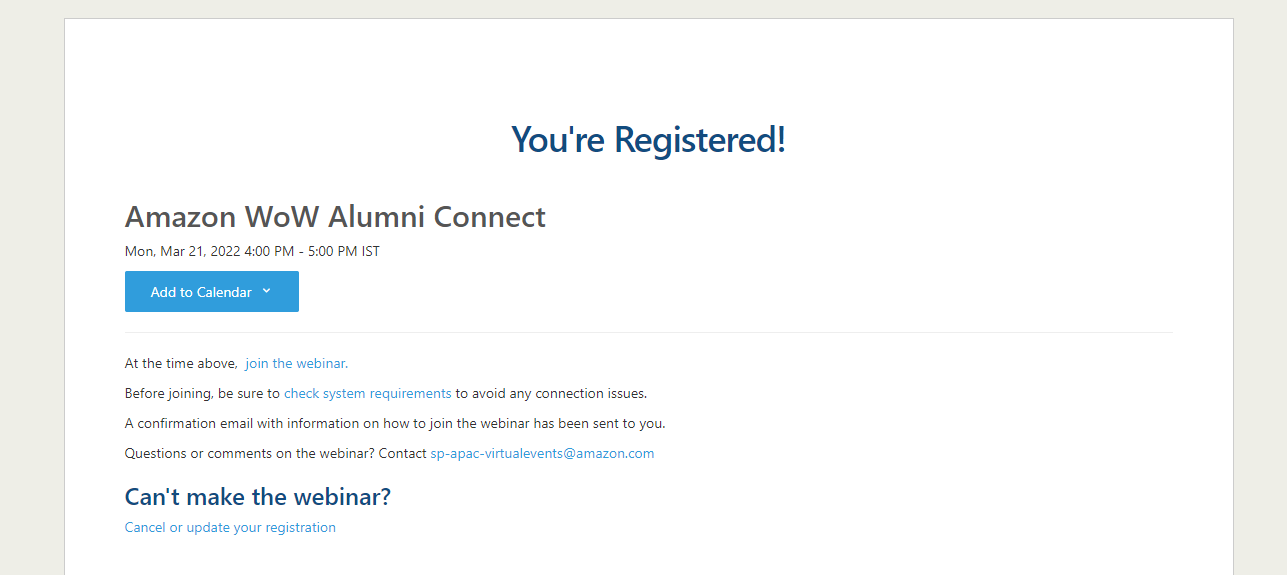 You're Registered!
Amazon WoW Alumni Connect
Mon, Mar 21, 2022 4:00 PM - 5:00 PM IST
Add to Calendar
At the time above, join the webinar.
Before joining, be sure to check system requirements to avoid any connection issues.
A confirmation email with information on how to join the webinar has been sent to you.
Questions or comments on the webinar? Contact sp-apac-virtualevents@amazon.com
Can't make the webinar?
Cancel or update your registration